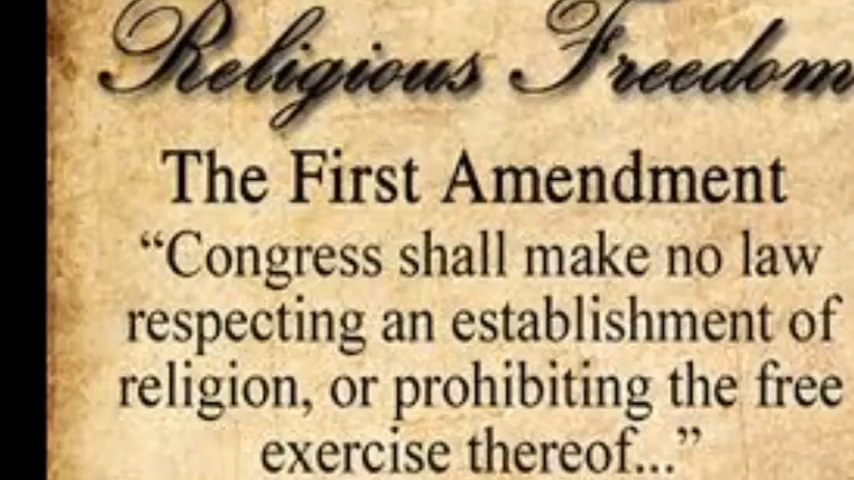 Religious Freedom
The First Amendment
“Congress shall make no law
respecting an establishment of
religion, or prohibiting the free
exercise thereof...”